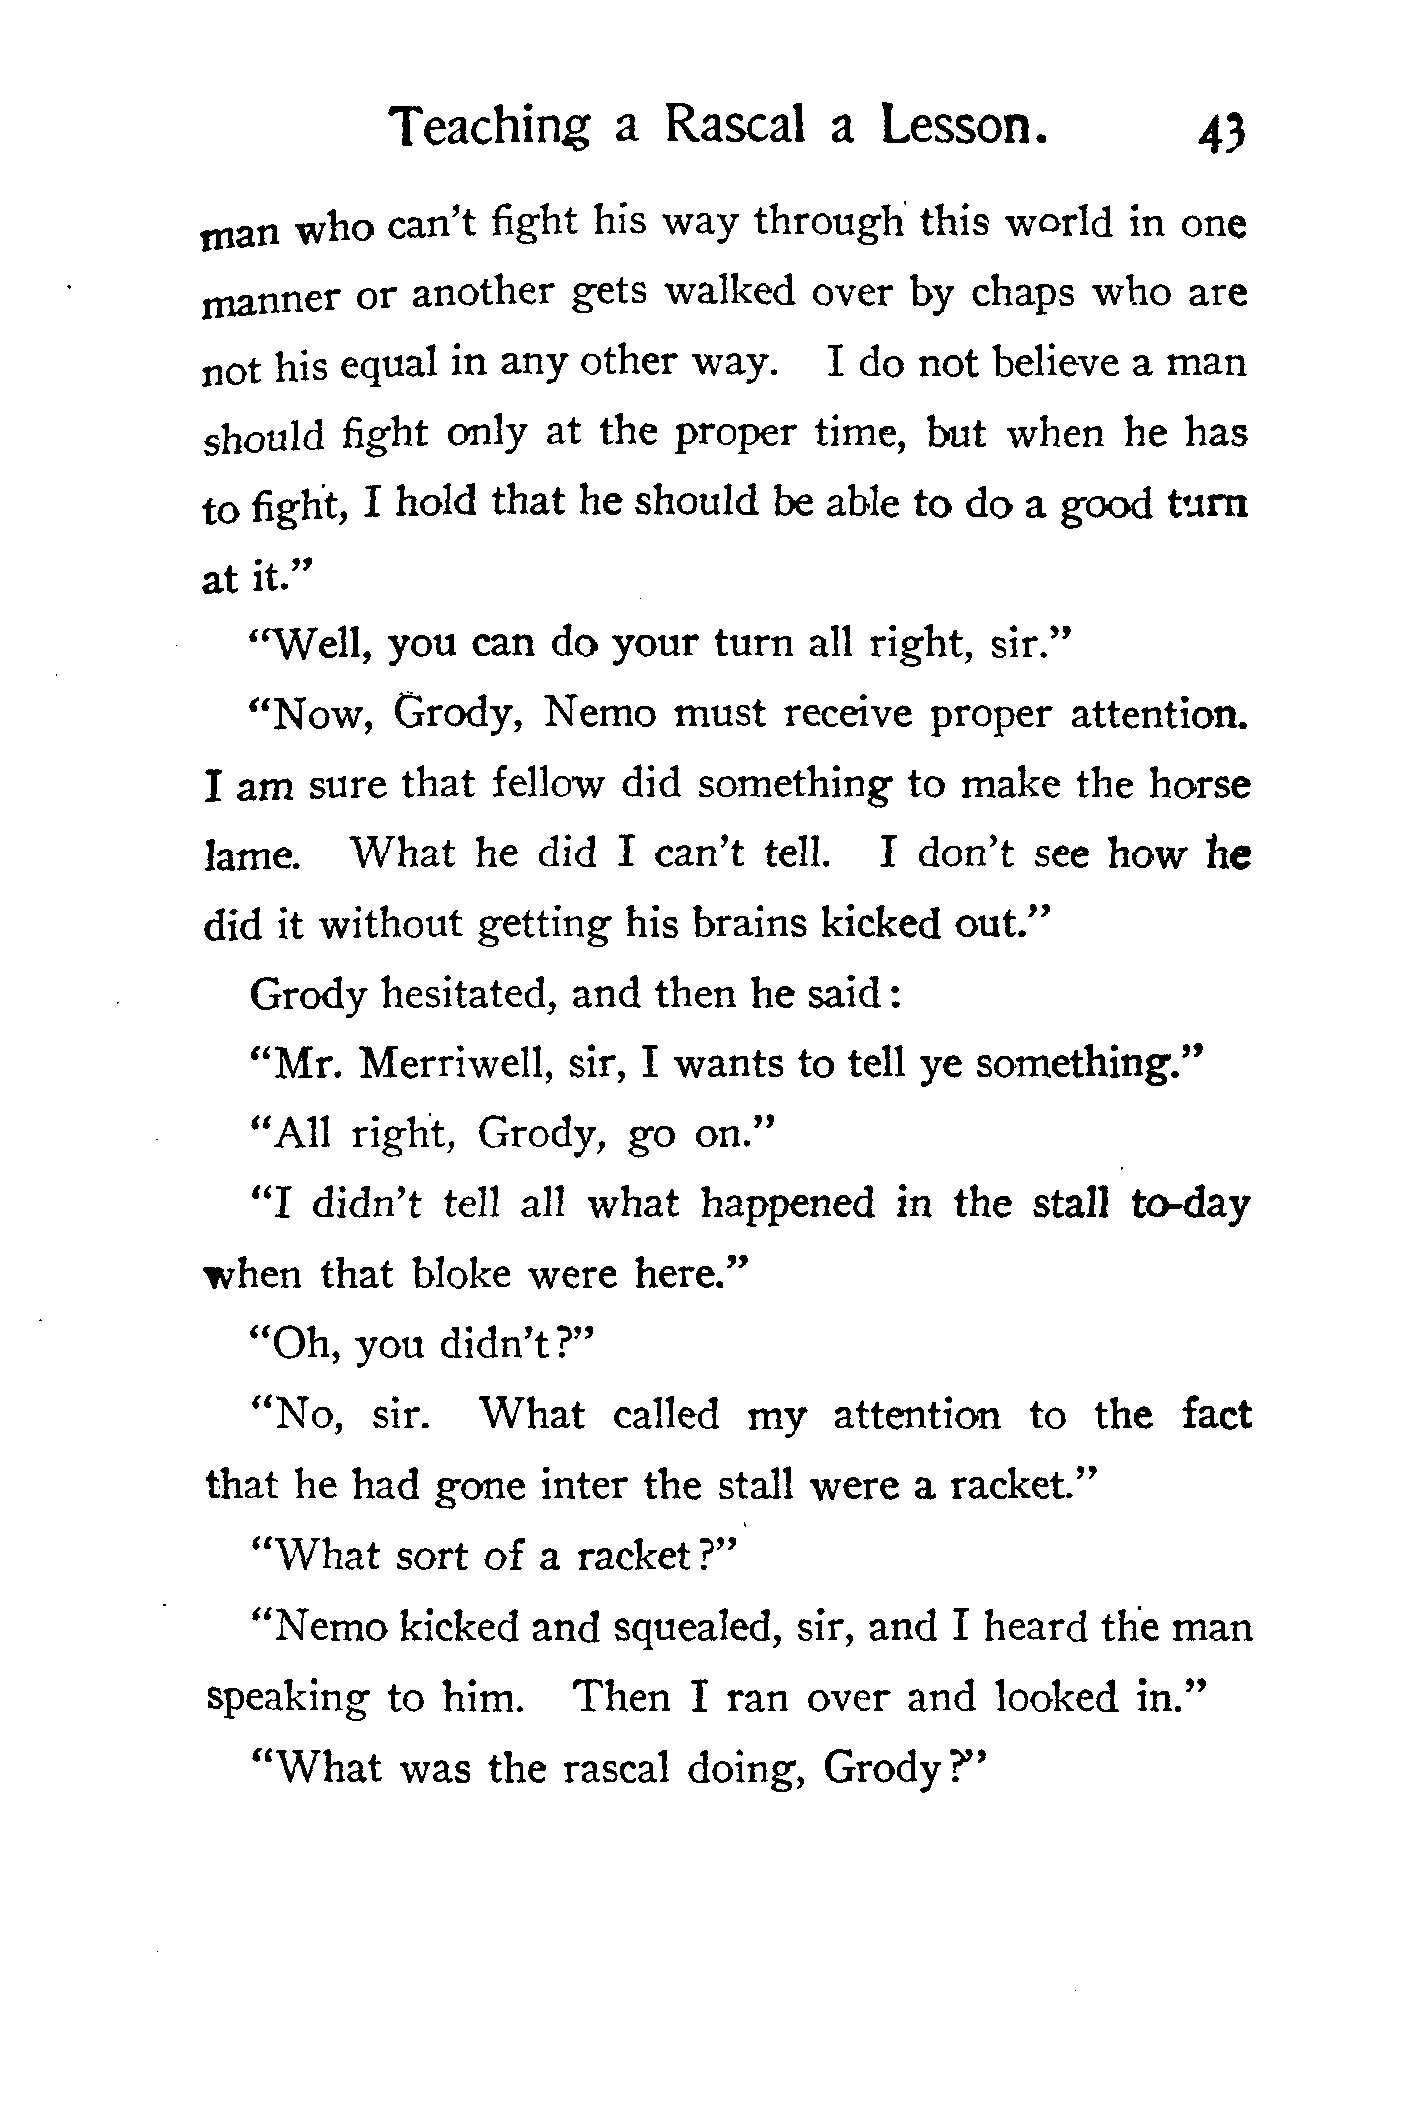 Teaching a Rascal a Lesson. 43
man who can't fight his way through this world in one
manner or another gets walked over by chaps who are
not his equal in any other way. I do not believe a man
should fight only at the proper time, but when he has
to fight, I hold that he should be able to do a good turn
at it."
"Well, you can do your turn all right, sir."
"Now, Grody, Nemo must receive proper attention.
I am sure that fellow did something to make the horse
lame. What he did I can't tell. I don't see how he
did it without getting his brains kicked out."
Grody hesitated, and then he said:
"Mr. Merriwell, sir, I wants to tell ye something."
"All right, Grody, go on."
"I didn't tell all what happened in the stall to-day
when that bloke were here."
"Oh, you didn't?"
"No, sir. What called my attention to the fact
that he had gone inter the stall were a racket."
"What sort of a racket?"
"Nemo kicked and squealed, sir, and I heard the man
speaking to him. Then I ran over and looked in."
"What was the rascal doing, Grody?"